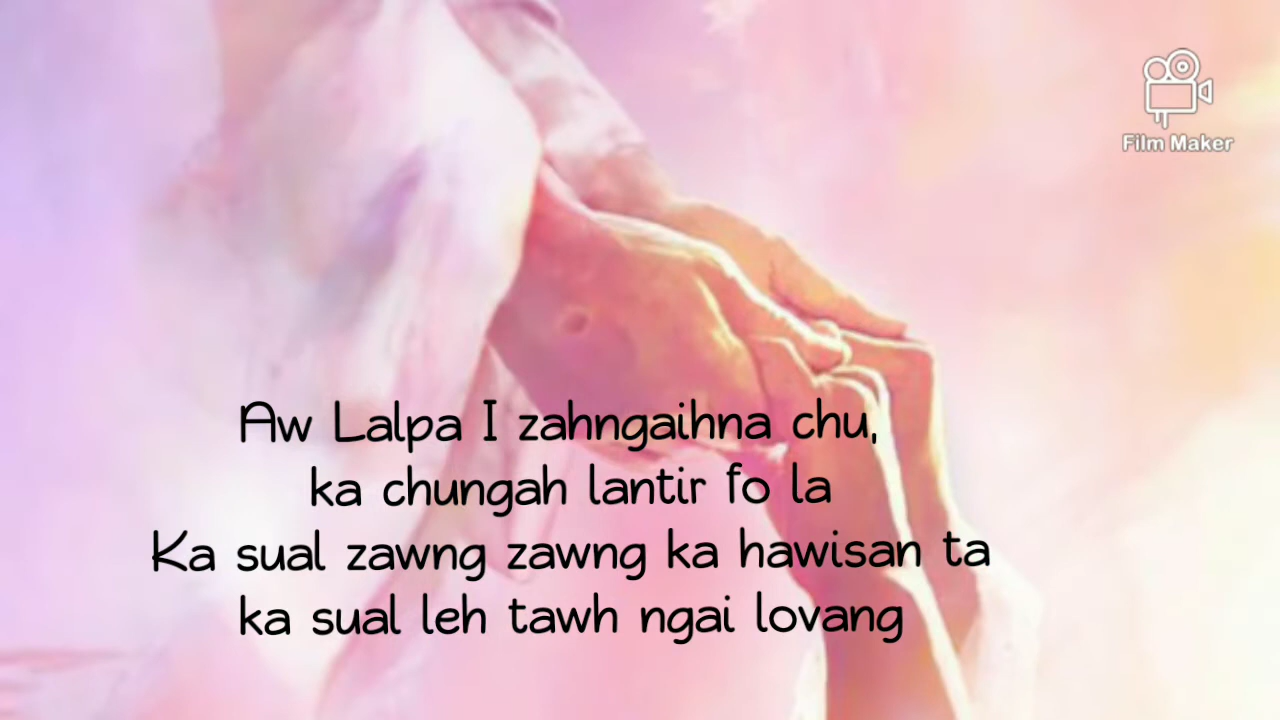 Film Maker
Aw Lalpa I zahngaihna chu,
ka chungah lantir fo la
Ka sual zawng zawng ka hawisan ta
ka sual leh tawh ngai lovang